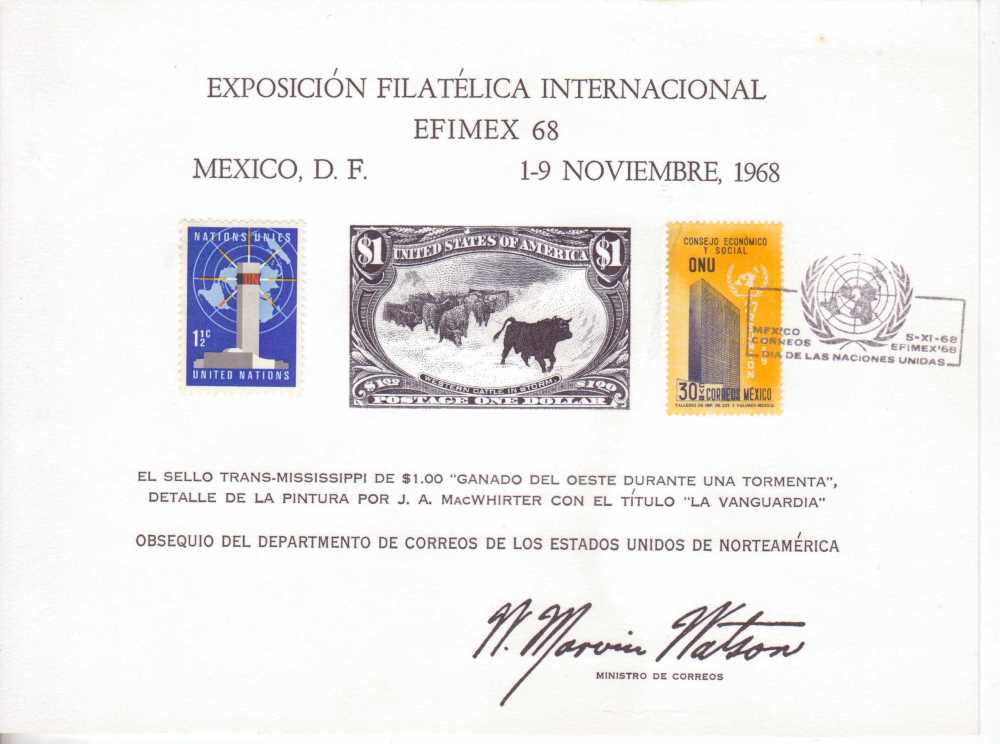 EXPOSICIÓN FILATÉLICA INTERNACIONAL
EFIMEX 68
MEXICO, D. F. 1-9 NOVIEMBRE, 1968
NATIONS UNIES
1½c
UNITED NATIONS
$1 $1
UNITED STATES OF AMERICA
WESTERN CATTLE IN STORM.
$1.00 $1.00
POSTAGE ONE DOLLAR
CONSEJO ECONÓMICO
Y SOCIAL
ONU
30 CVS CORREOS MÉXICO
MEXICO
CORREOS
5-XI-68
EFIMEX'68
DIA DE LAS NACIONES UNIDAS
EL SELLO TRANS-MISSISSIPPI DE $1.00 "GANADO DEL OESTE DURANTE UNA TORMENTA",
DETALLE DE LA PINTURA POR J. A. MACWHIRTER CON EL TÍTULO "LA VANGUARDIA"
OBSEQUIO DEL DEPARTMENTO DE CORREOS DE LOS ESTADOS UNIDOS DE NORTEAMÉRICA
W. Marvin Watson
MINISTRO DE CORREOS